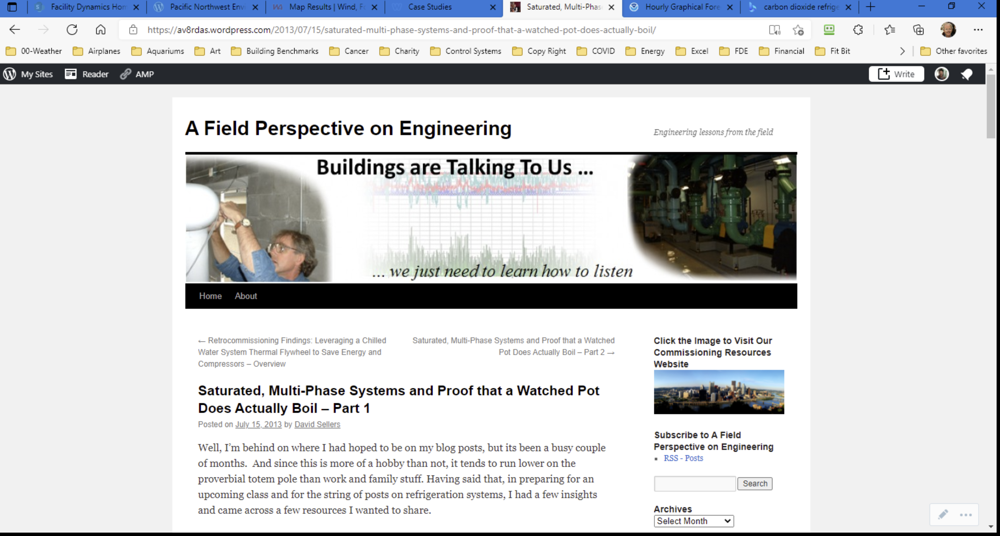 Facility Dynamics Hom
Pacific Northwest Envi
Map Results | Wind, Fo
Case Studies
Saturated, Multi-Phas
Hourly Graphical Fore
carbon dioxide refrige
https://av8rdas.wordpress.com/2013/07/15/saturated-multi-phase-systems-and-proof-that-a-watched-pot-does-actually-boil/
00-Weather Airplanes Aquariums Art Building Benchmarks Cancer Charity Control Systems Copy Right COVID Energy Excel FDE Financial Fit Bit Other favorites
My Sites Reader AMP Write
A Field Perspective on Engineering
Engineering lessons from the field
Buildings are Talking To Us ...
... we just need to learn how to listen
Home About
← Retrocommissioning Findings: Leveraging a Chilled
Water System Thermal Flywheel to Save Energy and
Compressors – Overview
Saturated, Multi-Phase Systems and Proof that a Watched
Pot Does Actually Boil – Part 2 →
Saturated, Multi-Phase Systems and Proof that a Watched Pot
Does Actually Boil – Part 1
Posted on July 15, 2013 by David Sellers
Well, I’m behind on where I had hoped to be on my blog posts, but its been a busy couple
of months.  And since this is more of a hobby than not, it tends to run lower on the
proverbial totem pole than work and family stuff. Having said that, in preparing for an
upcoming class and for the string of posts on refrigeration systems, I had a few insights
and came across a few resources I wanted to share.
Click the Image to Visit Our
Commissioning Resources
Website
Subscribe to A Field
Perspective on Engineering
RSS - Posts
Search
Archives
Select Month